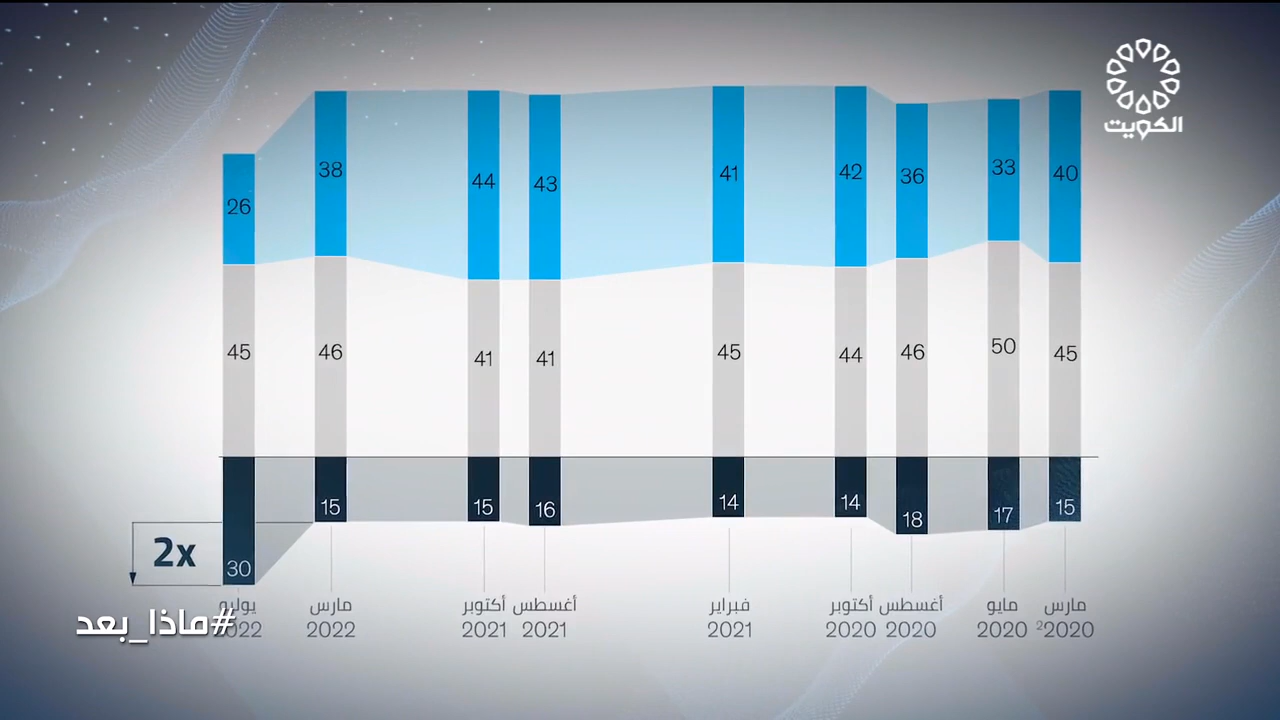 الكويت
26 38 44 43 41 42 36 33 40
45 46 41 41 45 44 46 50 45
30 15 15 16 14 14 18 17 15
2x
يوليو مارس أكتوبر أغسطس فبراير أكتوبر أغسطس مايو مارس
2022 2021 2021 2021 2020 2020 2020 ²2020
#ماذا_بعد